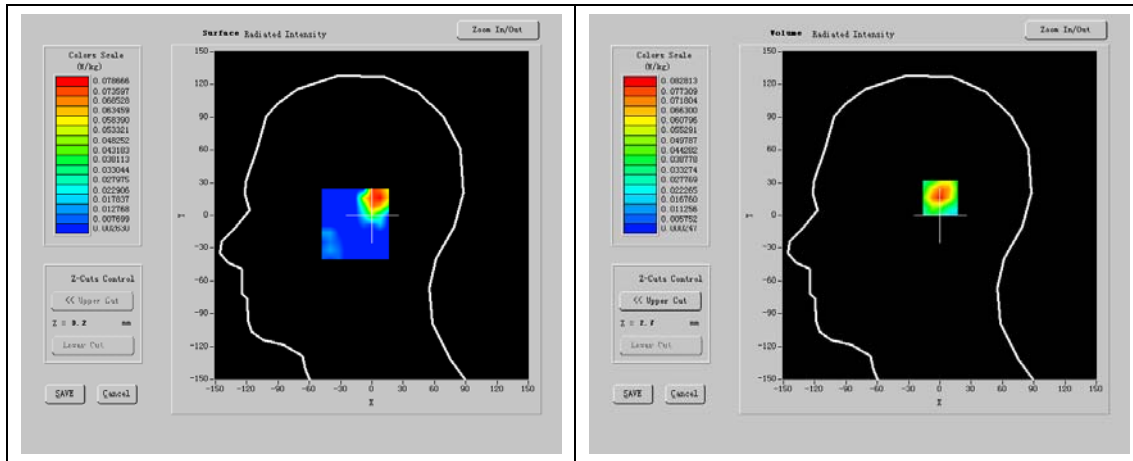 Surface Radiated Intensity
Zoom In/Out
Colors Scale
(W/kg)
0.078666
0.073597
0.068528
0.063459
0.058390
0.053321
0.048252
0.043183
0.038113
0.033044
0.027975
0.022906
0.017837
0.012768
0.007699
0.002630
150
120
90
60
30
0
-30
-60
-90
-120
-150
Y
-150 -120 -90 -60 -30 0 30 60 90 120 150
X
Z-Cuts Control
<< Upper Cut
mm
Lower Cut
SAVE
Cancel
Volume Radiated Intensity
Zoom In/Out
Colors Scale
(W/kg)
0.082813
0.077309
0.071804
0.066300
0.060796
0.055291
0.049787
0.044282
0.038778
0.033274
0.027769
0.022265
0.016760
0.011256
0.005752
0.000247
150
120
90
60
30
0
-30
-60
-90
-120
-150
Y
-150 -120 -90 -60 -30 0 30 60 90 120 150
X
Z-Cuts Control
<< Upper Cut
mm
Lower Cut
SAVE
Cancel